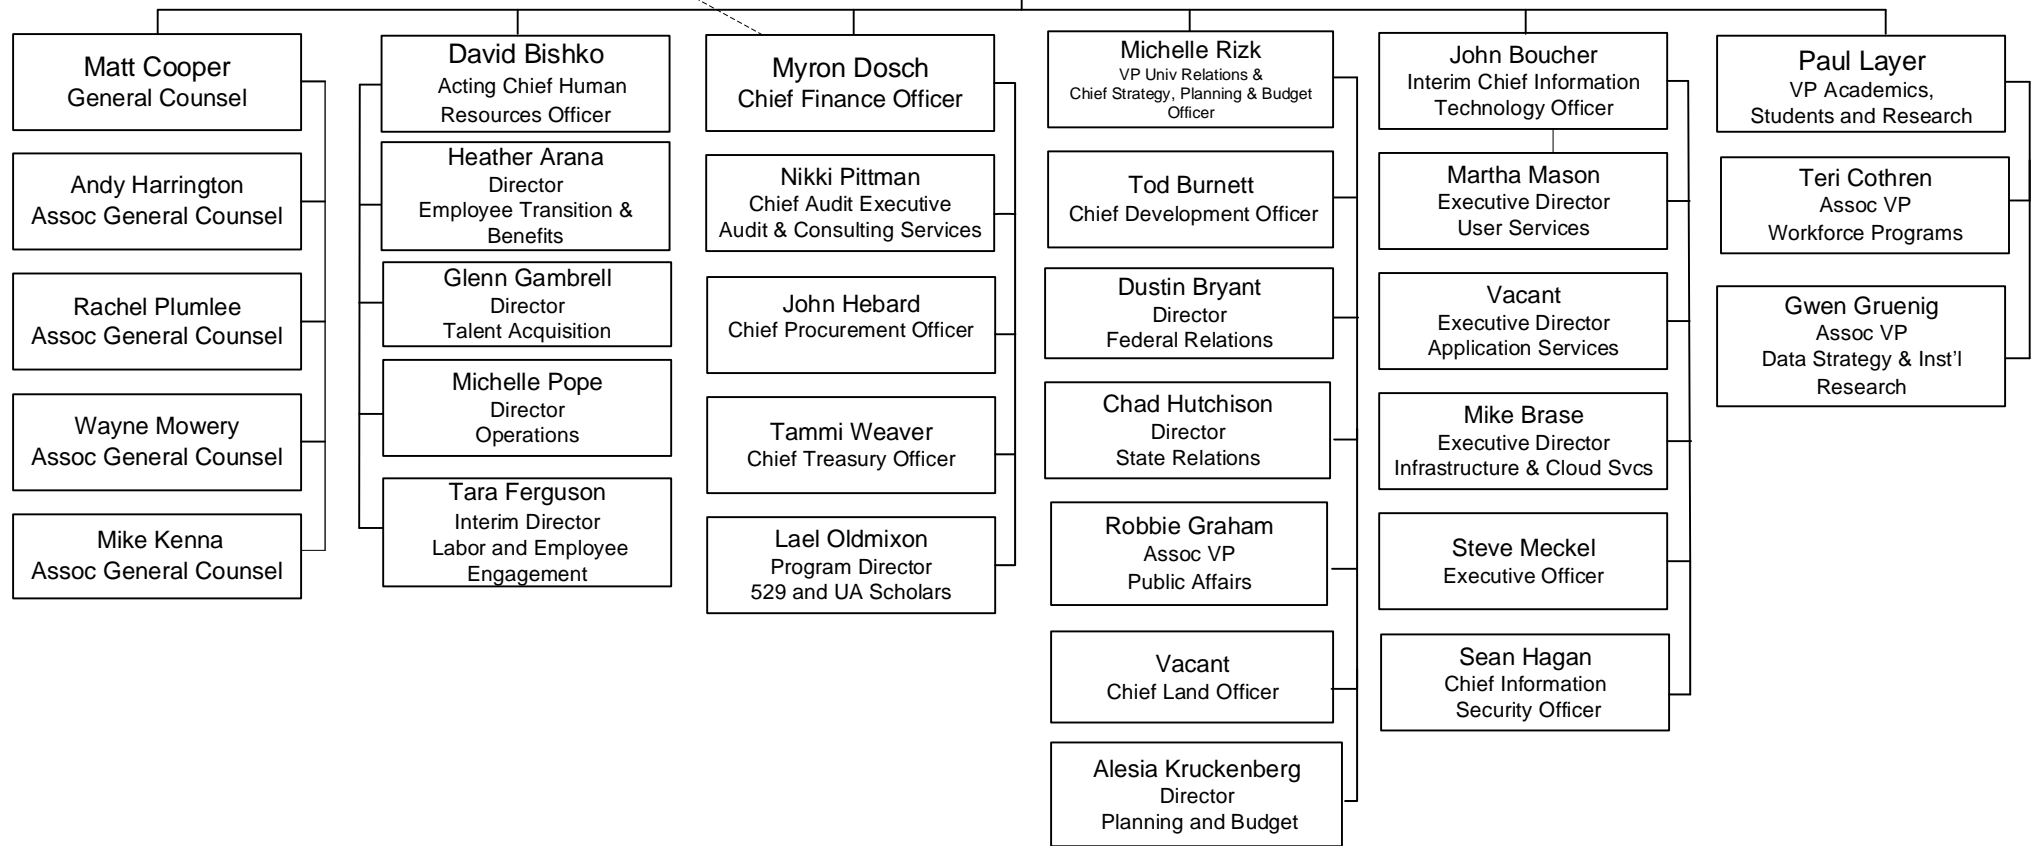 Matt Cooper
General Counsel
Andy Harrington
Assoc General Counsel
Rachel Plumlee
Assoc General Counsel
Wayne Mowery
Assoc General Counsel
Mike Kenna
Assoc General Counsel
David Bishko
Acting Chief Human
Resources Officer
Heather Arana
Director
Employee Transition &
Benefits
Glenn Gambrell
Director
Talent Acquisition
Michelle Pope
Director
Operations
Tara Ferguson
Interim Director
Labor and Employee
Engagement
Myron Dosch
Chief Finance Officer
Nikki Pittman
Chief Audit Executive
Audit & Consulting Services
John Hebard
Chief Procurement Officer
Tammi Weaver
Chief Treasury Officer
Lael Oldmixon
Program Director
529 and UA Scholars
Michelle Rizk
VP Univ Relations &
Chief Strategy, Planning & Budget
Officer
Tod Burnett
Chief Development Officer
Dustin Bryant
Director
Federal Relations
Chad Hutchison
Director
State Relations
Robbie Graham
Assoc VP
Public Affairs
Vacant
Chief Land Officer
Alesia Kruckenberg
Director
Planning and Budget
John Boucher
Interim Chief Information
Technology Officer
Martha Mason
Executive Director
User Services
Vacant
Executive Director
Application Services
Mike Brase
Executive Director
Infrastructure & Cloud Svcs
Steve Meckel
Executive Officer
Sean Hagan
Chief Information
Security Officer
Paul Layer
VP Academics,
Students and Research
Teri Cothren
Assoc VP
Workforce Programs
Gwen Gruenig
Assoc VP
Data Strategy & Inst’l
Research